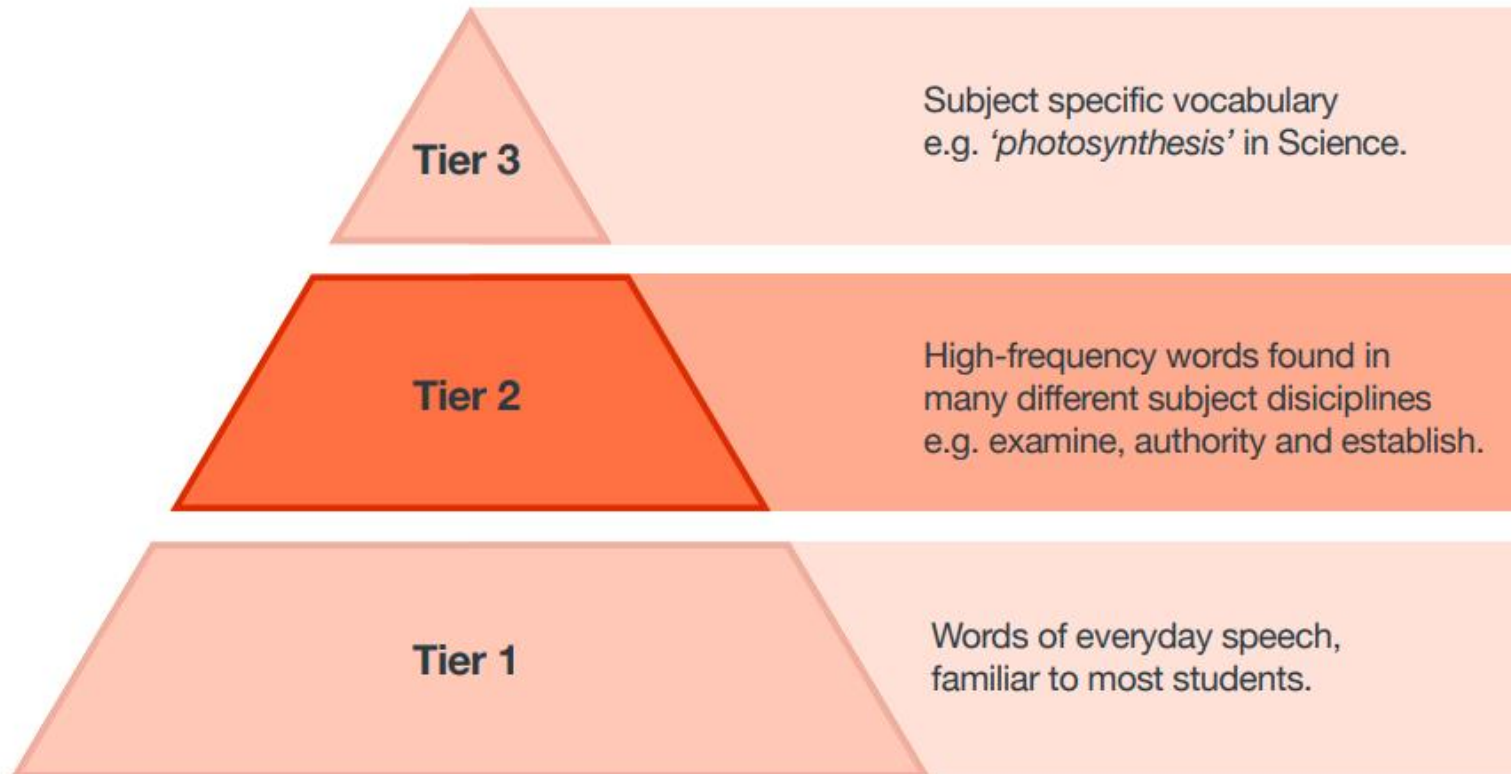 Tier 3
Subject specific vocabulary
e.g. ‘photosynthesis’ in Science.
Tier 2
High-frequency words found in
many different subject disiciplines
e.g. examine, authority and establish.
Tier 1
Words of everyday speech,
familiar to most students.